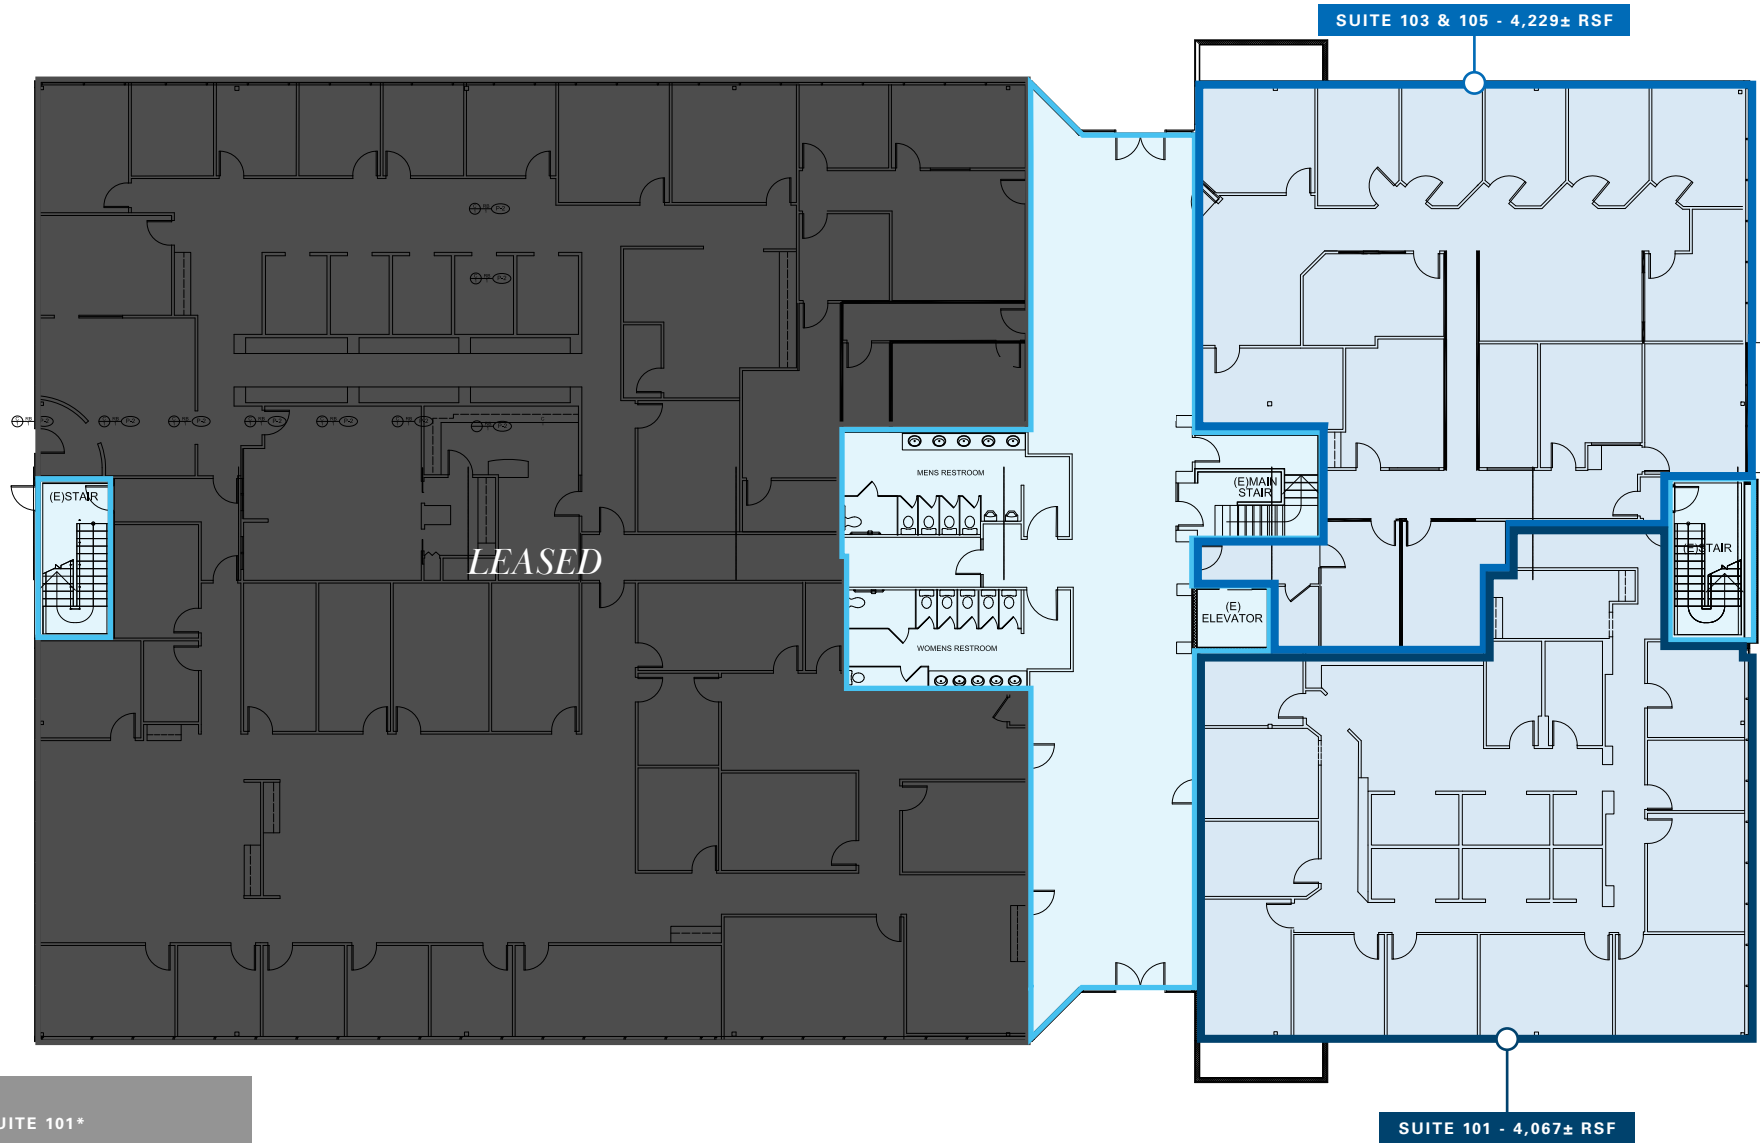 SUITE 103 & 105 - 4,229± RSF
(E)STAIR
MENS RESTROOM
(E)MAIN
STAIR
(E)STAIR
LEASED
(E)
ELEVATOR
WOMENS RESTROOM
UITE 101*
SUITE 101 - 4,067± RSF